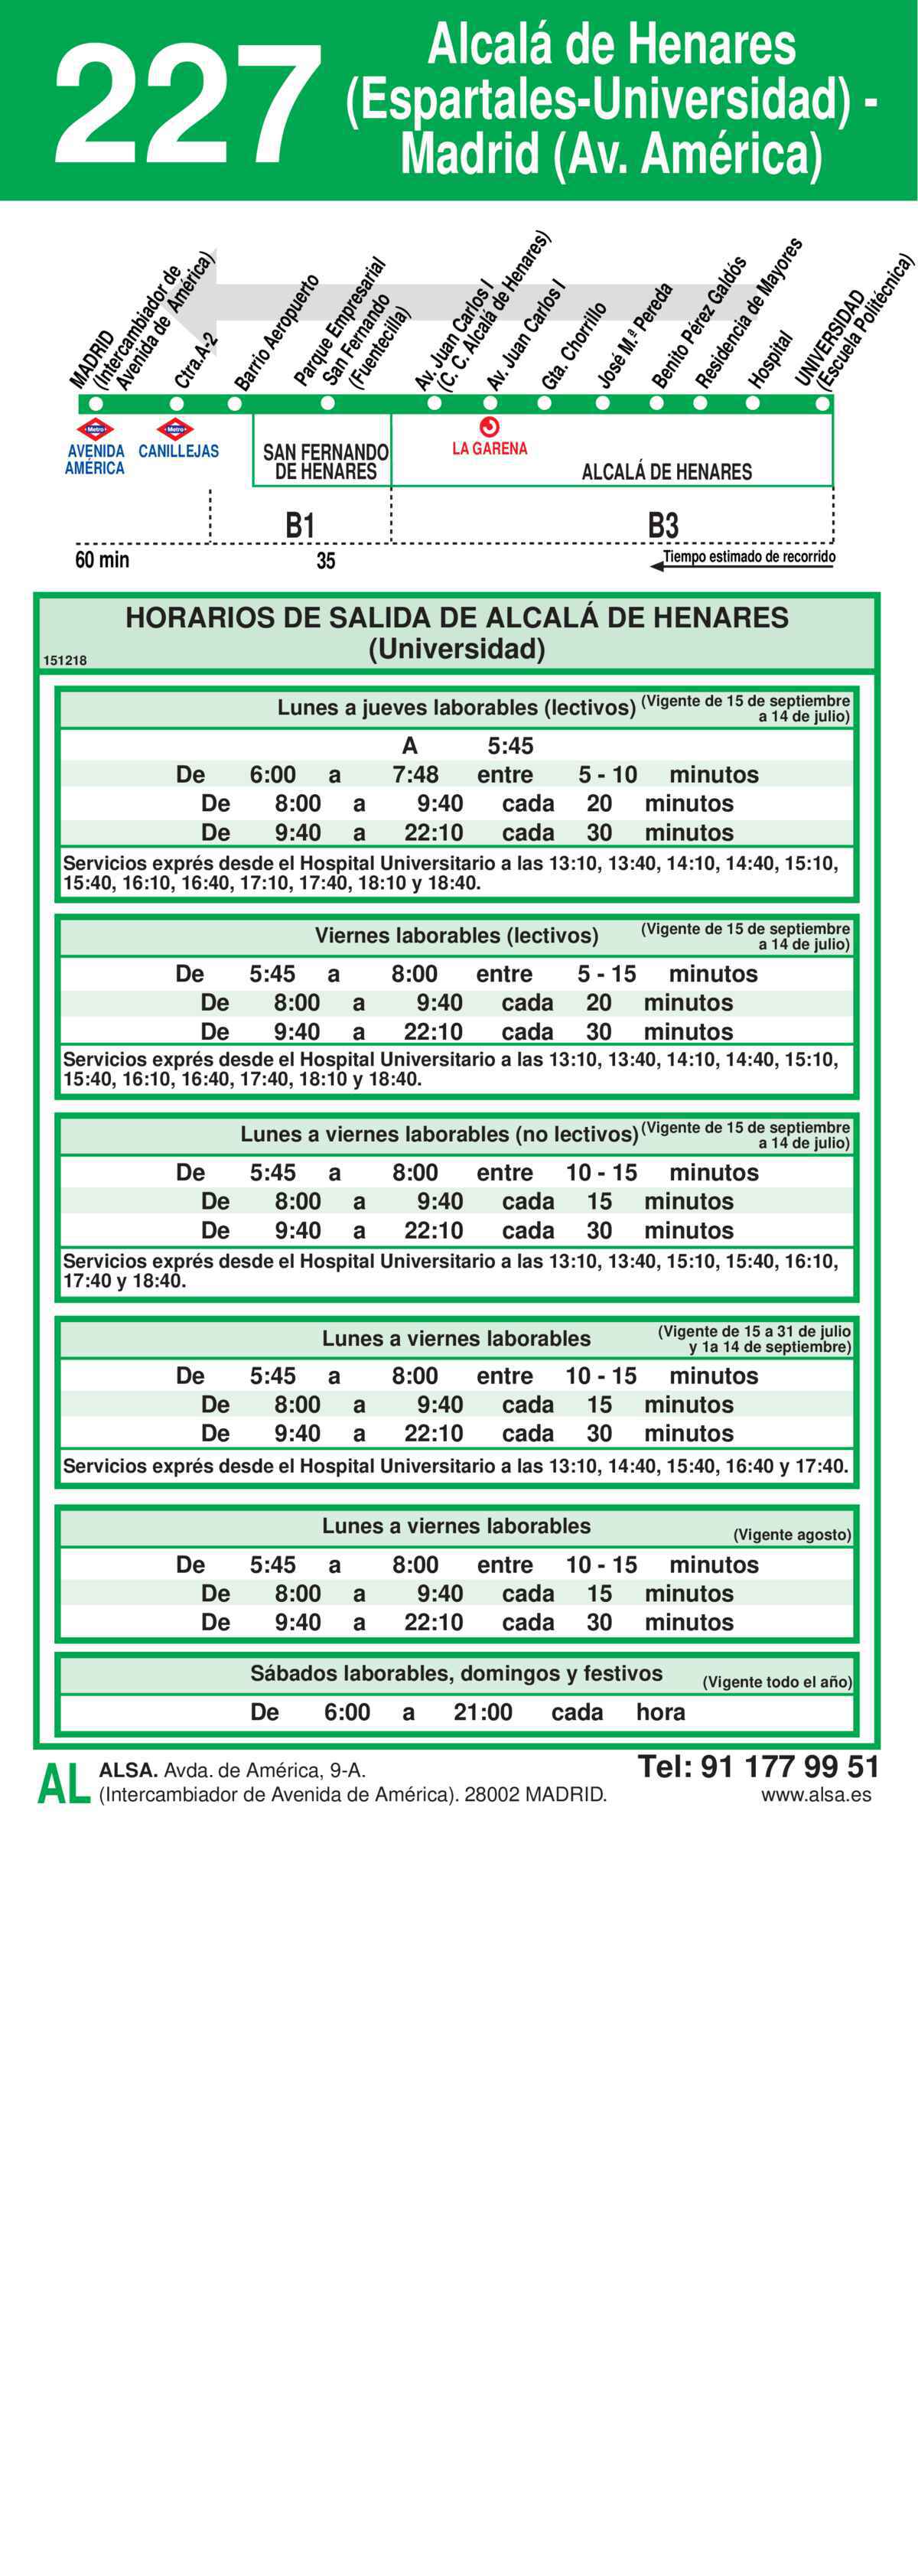 227
Alcalá de Henares
(Espartales-Universidad) -
Madrid (Av. América)
MADRID
(Intercambiador de
Avenida de América)
Ctra.A-2
Barrio Aeropuerto
Parque Empresarial
San Fernando
(Fuentecilla)
Av. Juan Carlos I
(C. C. Alcalá de Henares)
Av. Juan Carlos I
Gta. Chorrillo
José M.ª Pereda
Benito Pérez Galdós
Residencia de Mayores
Hospital
UNIVERSIDAD
(Escuela Politécnica)
Metro
Metro
AVENIDA
AMÉRICA
CANILLEJAS
SAN FERNANDO
DE HENARES
LA GARENA
ALCALÁ DE HENARES
B1
B3
60 min
35
Tiempo estimado de recorrido
HORARIOS DE SALIDA DE ALCALÁ DE HENARES
(Universidad)
151218
Lunes a jueves laborables (lectivos) (Vigente de 15 de septiembre
a 14 de julio)
A 5:45
De 6:00 a 7:48 entre 5 - 10 minutos
De 8:00 a 9:40 cada 20 minutos
De 9:40 a 22:10 cada 30 minutos
Servicios exprés desde el Hospital Universitario a las 13:10, 13:40, 14:10, 14:40, 15:10,
15:40, 16:10, 16:40, 17:10, 17:40, 18:10 y 18:40.
Viernes laborables (lectivos) (Vigente de 15 de septiembre
a 14 de julio)
De 5:45 a 8:00 entre 5 - 15 minutos
De 8:00 a 9:40 cada 20 minutos
De 9:40 a 22:10 cada 30 minutos
Servicios exprés desde el Hospital Universitario a las 13:10, 13:40, 14:10, 14:40, 15:10,
15:40, 16:10, 16:40, 17:40, 18:10 y 18:40.
Lunes a viernes laborables (no lectivos) (Vigente de 15 de septiembre
a 14 de julio)
De 5:45 a 8:00 entre 10 - 15 minutos
De 8:00 a 9:40 cada 15 minutos
De 9:40 a 22:10 cada 30 minutos
Servicios exprés desde el Hospital Universitario a las 13:10, 13:40, 15:10, 15:40, 16:10,
17:40 y 18:40.
Lunes a viernes laborables (Vigente de 15 a 31 de julio
y 1a 14 de septiembre)
De 5:45 a 8:00 entre 10 - 15 minutos
De 8:00 a 9:40 cada 15 minutos
De 9:40 a 22:10 cada 30 minutos
Servicios exprés desde el Hospital Universitario a las 13:10, 14:40, 15:40, 16:40 y 17:40.
Lunes a viernes laborables (Vigente agosto)
De 5:45 a 8:00 entre 10 - 15 minutos
De 8:00 a 9:40 cada 15 minutos
De 9:40 a 22:10 cada 30 minutos
Sábados laborables, domingos y festivos (Vigente todo el año)
De 6:00 a 21:00 cada hora
AL
ALSA. Avda. de América, 9-A.
(Intercambiador de Avenida de América). 28002 MADRID.
Tel: 91 177 99 51
www.alsa.es